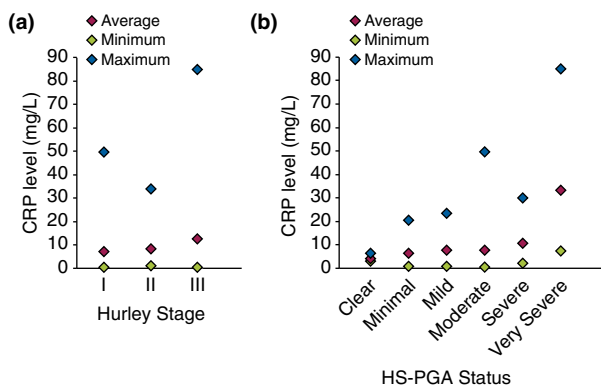 (a)
Average
Minimum
Maximum
CRP level (mg/L)
90
80
70
60
50
40
30
20
10
0
I II III
Hurley Stage
(b)
Average
Minimum
Maximum
CRP level (mg/L)
90
80
70
60
50
40
30
20
10
0
Clear
Minimal
Mild
Moderate
Severe
Very Severe
HS-PGA Status